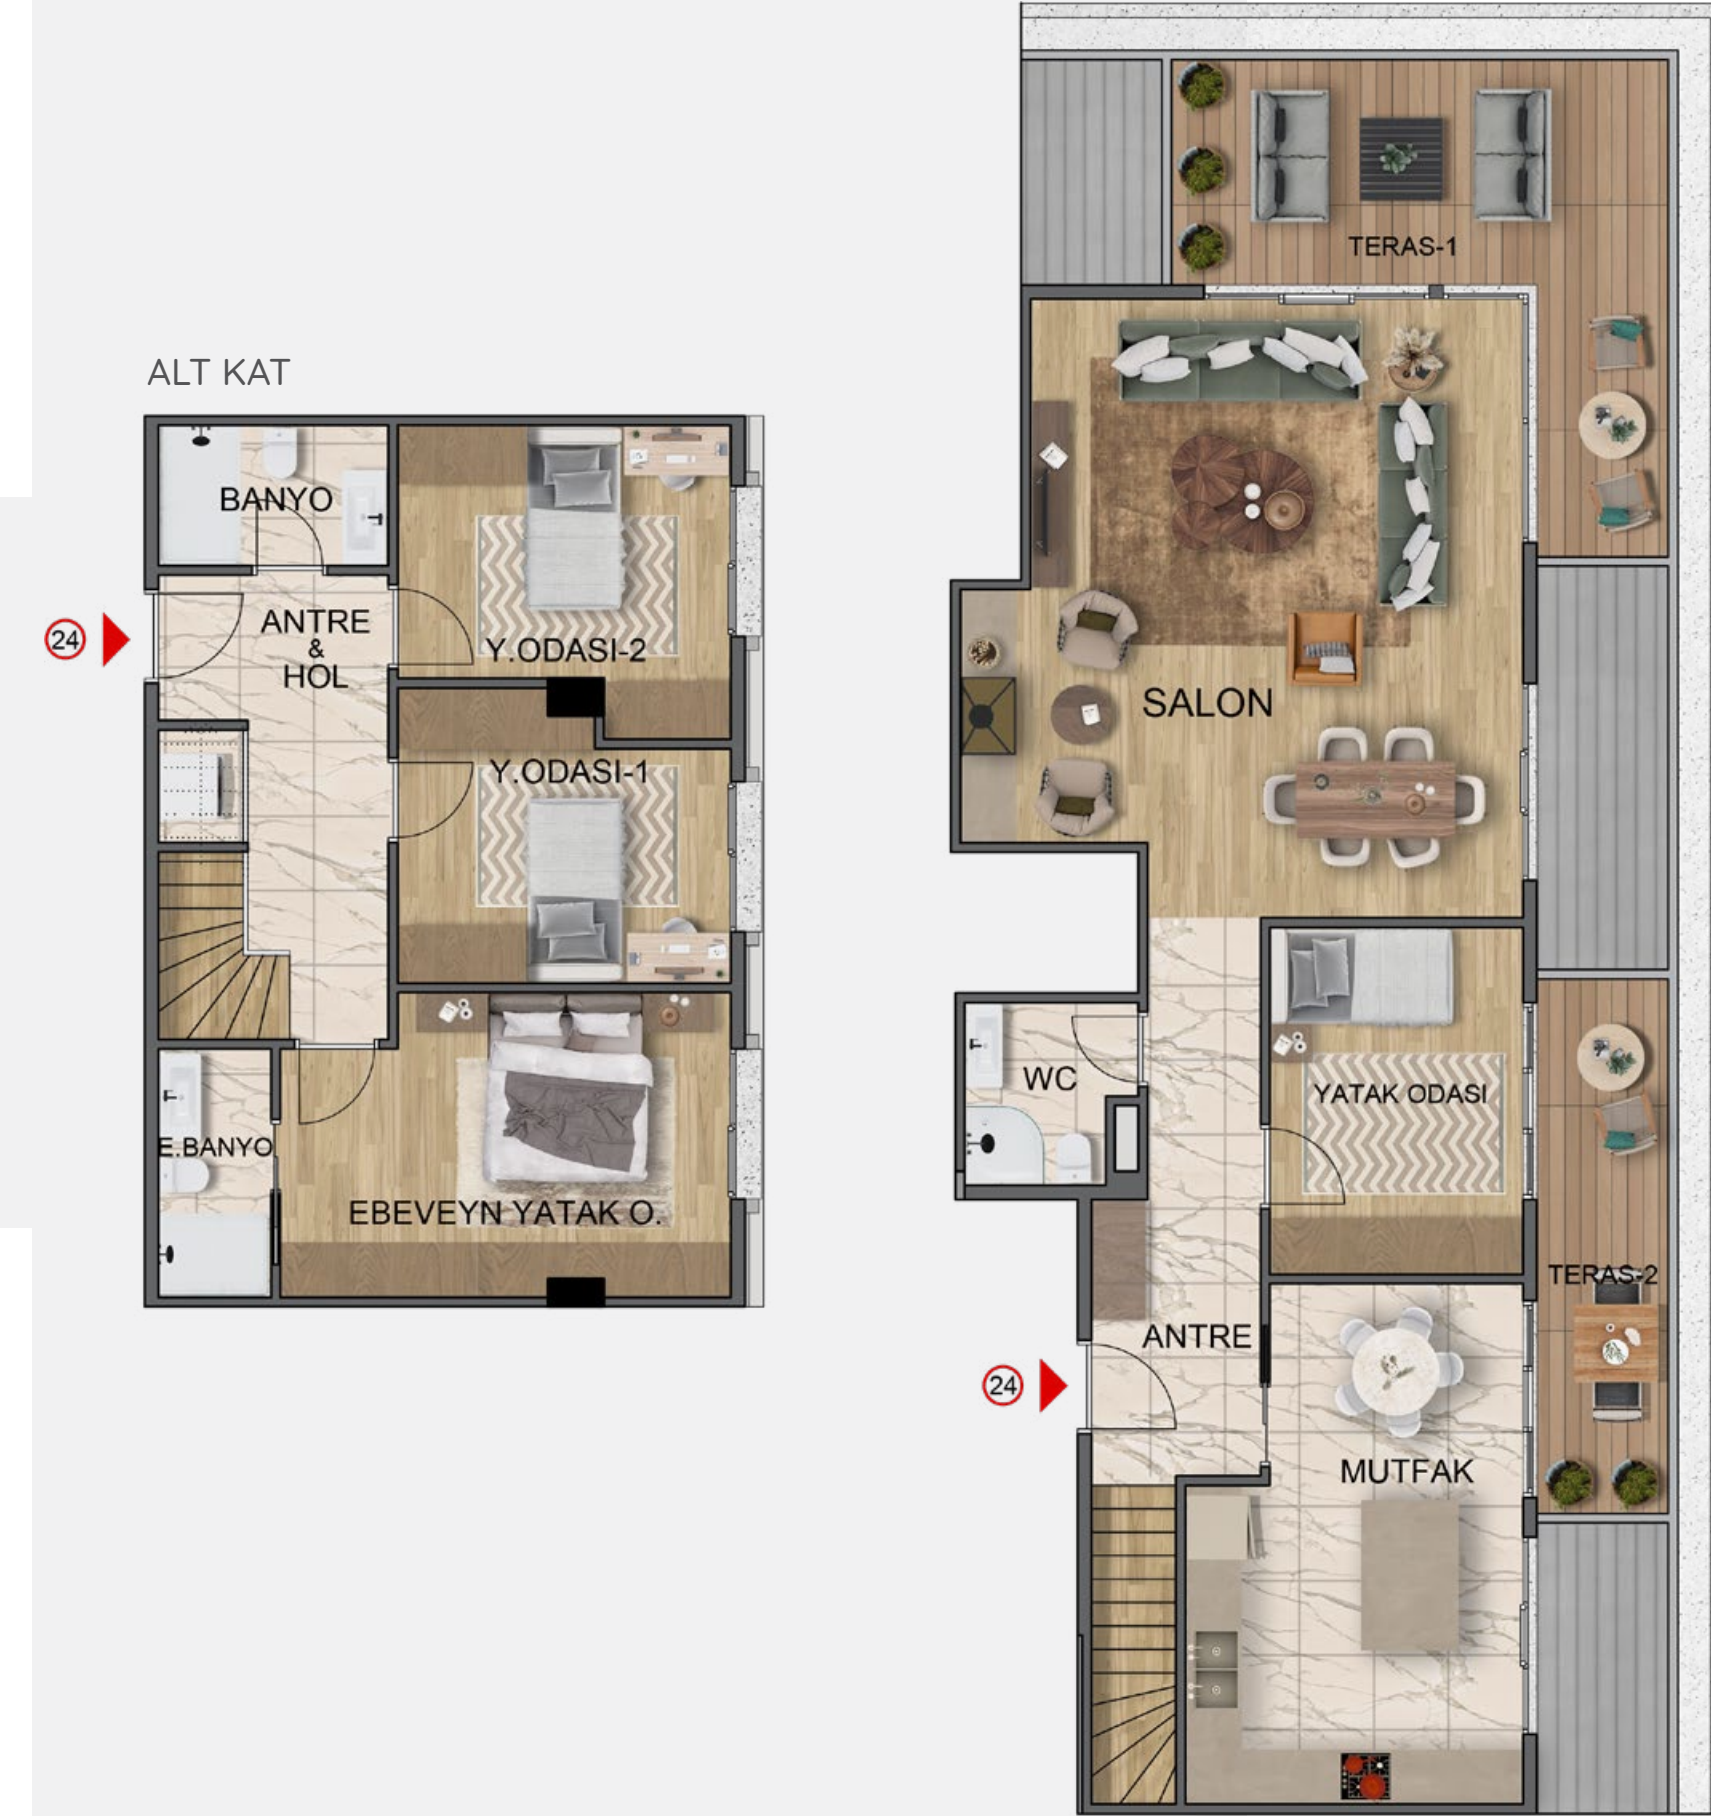 ALT KAT
BANYO
24
ANTRE
&
HOL
Y.ODASI-2
Y.ODASI-1
E.BANYO
EBEVEYN YATAK O.
TERAS-1
SALON
WC
YATAK ODASI
TERAS-2
ANTRE
24
MUTFAK